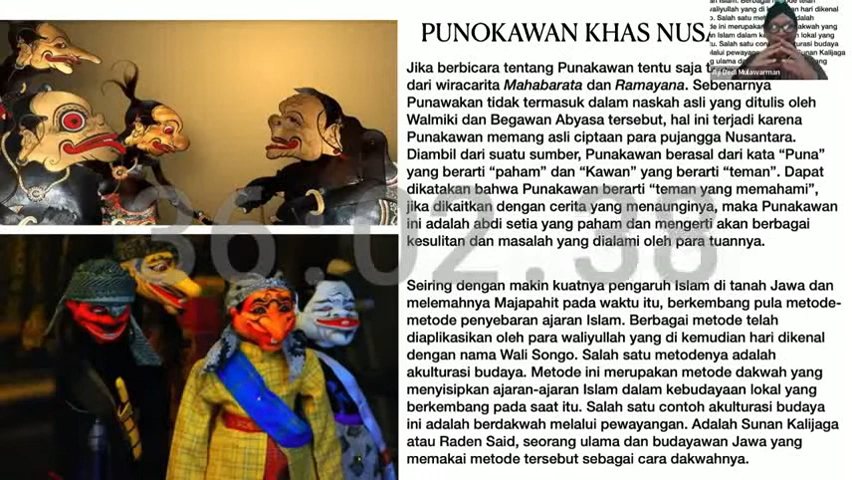 PUNOKAWAN KHAS NUSA
Jika berbicara tentang Punakawan tentu saja
dari wiracarita Mahabarata dan Ramayana. Sebenarnya
Punawakan tidak termasuk dalam naskah asli yang ditulis oleh
Walmiki dan Begawan Abyasa tersebut, hal ini terjadi karena
Punakawan memang asli ciptaan para pujangga Nusantara.
Diambil dari suatu sumber, Punakawan berasal dari kata “Puna”
yang berarti “paham” dan “Kawan” yang berarti “teman”. Dapat
dikatakan bahwa Punakawan berarti “teman yang memahami”,
jika dikaitkan dengan cerita yang menaunginya, maka Punakawan
ini adalah abdi setia yang paham dan mengerti akan berbagai
kesulitan dan masalah yang dialami oleh para tuannya.
Seiring dengan makin kuatnya pengaruh Islam di tanah Jawa dan
melemahnya Majapahit pada waktu itu, berkembang pula metode-
metode penyebaran ajaran Islam. Berbagai metode telah
diaplikasikan oleh para waliyullah yang di kemudian hari dikenal
dengan nama Wali Songo. Salah satu metodenya adalah
akulturasi budaya. Metode ini merupakan metode dakwah yang
menyisipkan ajaran-ajaran Islam dalam kebudayaan lokal yang
berkembang pada saat itu. Salah satu contoh akulturasi budaya
ini adalah berdakwah melalui pewayangan. Adalah Sunan Kalijaga
atau Raden Said, seorang ulama dan budayawan Jawa yang
memakai metode tersebut sebagai cara dakwahnya.
36:02.38
Dedi Mulawarman